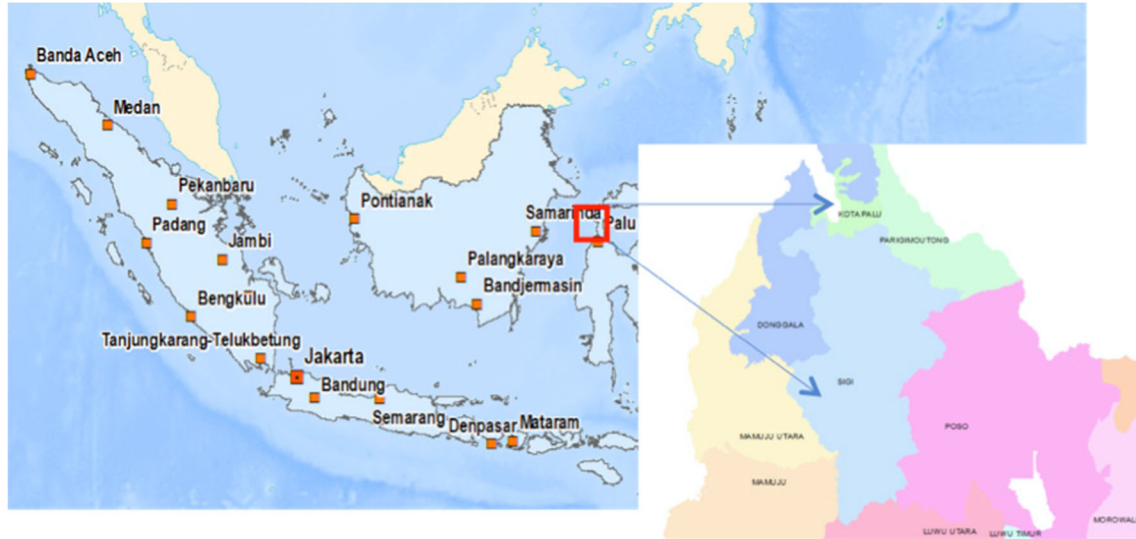 Banda Aceh
Medan
Pekanbaru
Padang
Jambi
Bengkulu
Tanjungkarang-Telukbetung
Jakarta
Bandung
Semarang
Denpasar
Mataram
Pontianak
Samarinda
Palu
Palangkaraya
Bandjermasin
KOTA PALU
PARIGIMOUTONG
DONGGALA
SIGI
POSO
MAMUJU UTARA
MAMUJU
LUWU UTARA
LUWU TIMUR
MOROWALI